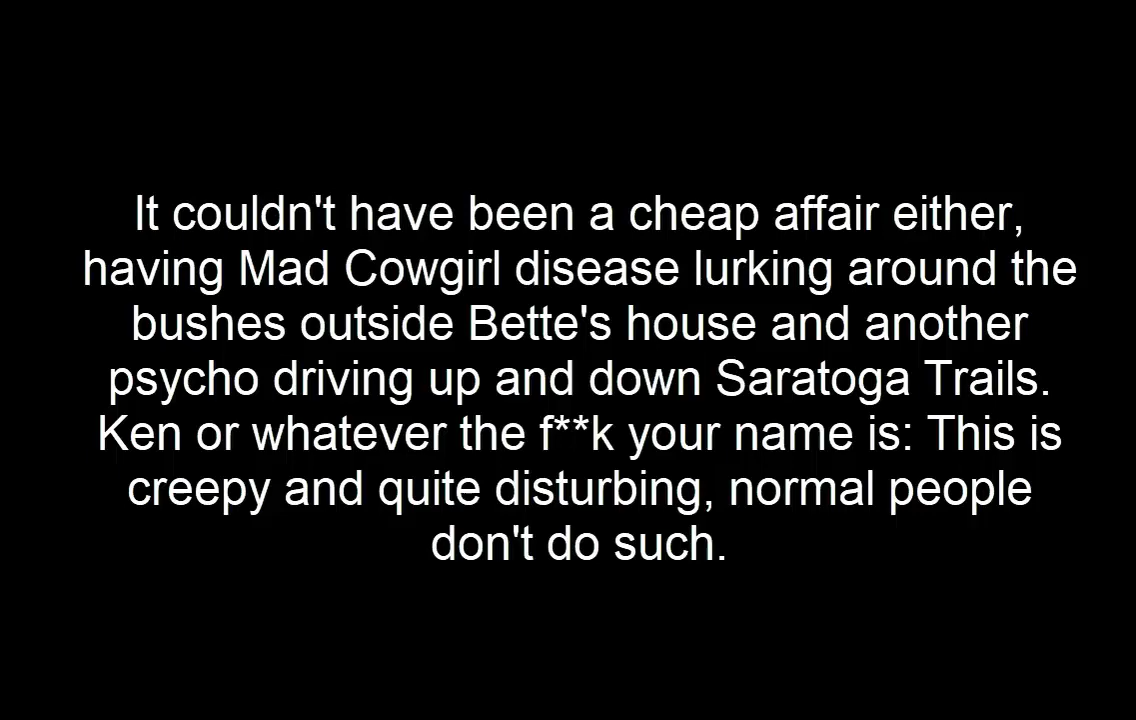 It couldn't have been a cheap affair either,
having Mad Cowgirl disease lurking around the
bushes outside Bette's house and another
psycho driving up and down Saratoga Trails.
Ken or whatever the f**k your name is: This is
creepy and quite disturbing, normal people
don't do such.